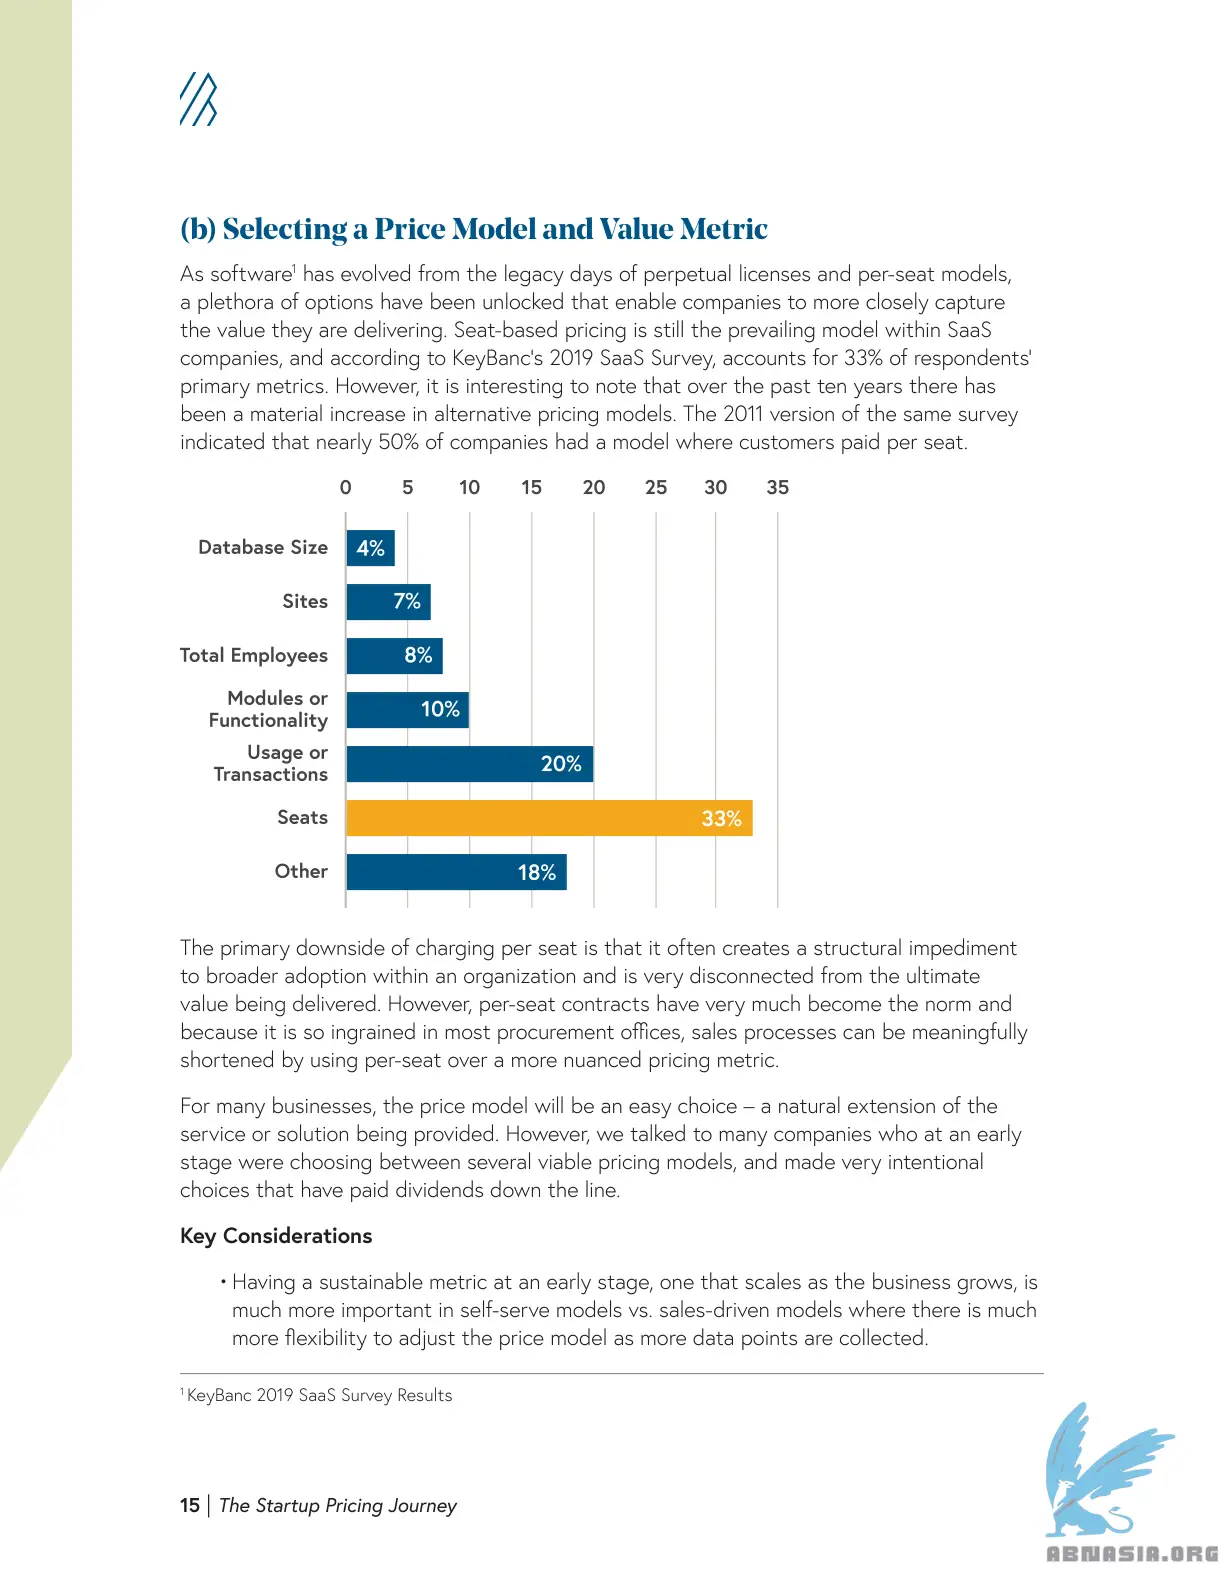 (b) Selecting a Price Model and Value Metric
As software¹ has evolved from the legacy days of perpetual licenses and per-seat models,
a plethora of options have been unlocked that enable companies to more closely capture
the value they are delivering. Seat-based pricing is still the prevailing model within SaaS
companies, and according to KeyBanc's 2019 SaaS Survey, accounts for 33% of respondents'
primary metrics. However, it is interesting to note that over the past ten years there has
been a material increase in alternative pricing models. The 2011 version of the same survey
indicated that nearly 50% of companies had a model where customers paid per seat.
0 5 10 15 20 25 30 35
Database Size 4%
Sites 7%
Total Employees 8%
Modules or
Functionality 10%
Usage or
Transactions 20%
Seats 33%
Other 18%
The primary downside of charging per seat is that it often creates a structural impediment
to broader adoption within an organization and is very disconnected from the ultimate
value being delivered. However, per-seat contracts have very much become the norm and
because it is so ingrained in most procurement offices, sales processes can be meaningfully
shortened by using per-seat over a more nuanced pricing metric.
For many businesses, the price model will be an easy choice – a natural extension of the
service or solution being provided. However, we talked to many companies who at an early
stage were choosing between several viable pricing models, and made very intentional
choices that have paid dividends down the line.
Key Considerations
• Having a sustainable metric at an early stage, one that scales as the business grows, is
much more important in self-serve models vs. sales-driven models where there is much
more flexibility to adjust the price model as more data points are collected.
¹ KeyBanc 2019 SaaS Survey Results
15 | The Startup Pricing Journey
ABNASIA.ORG